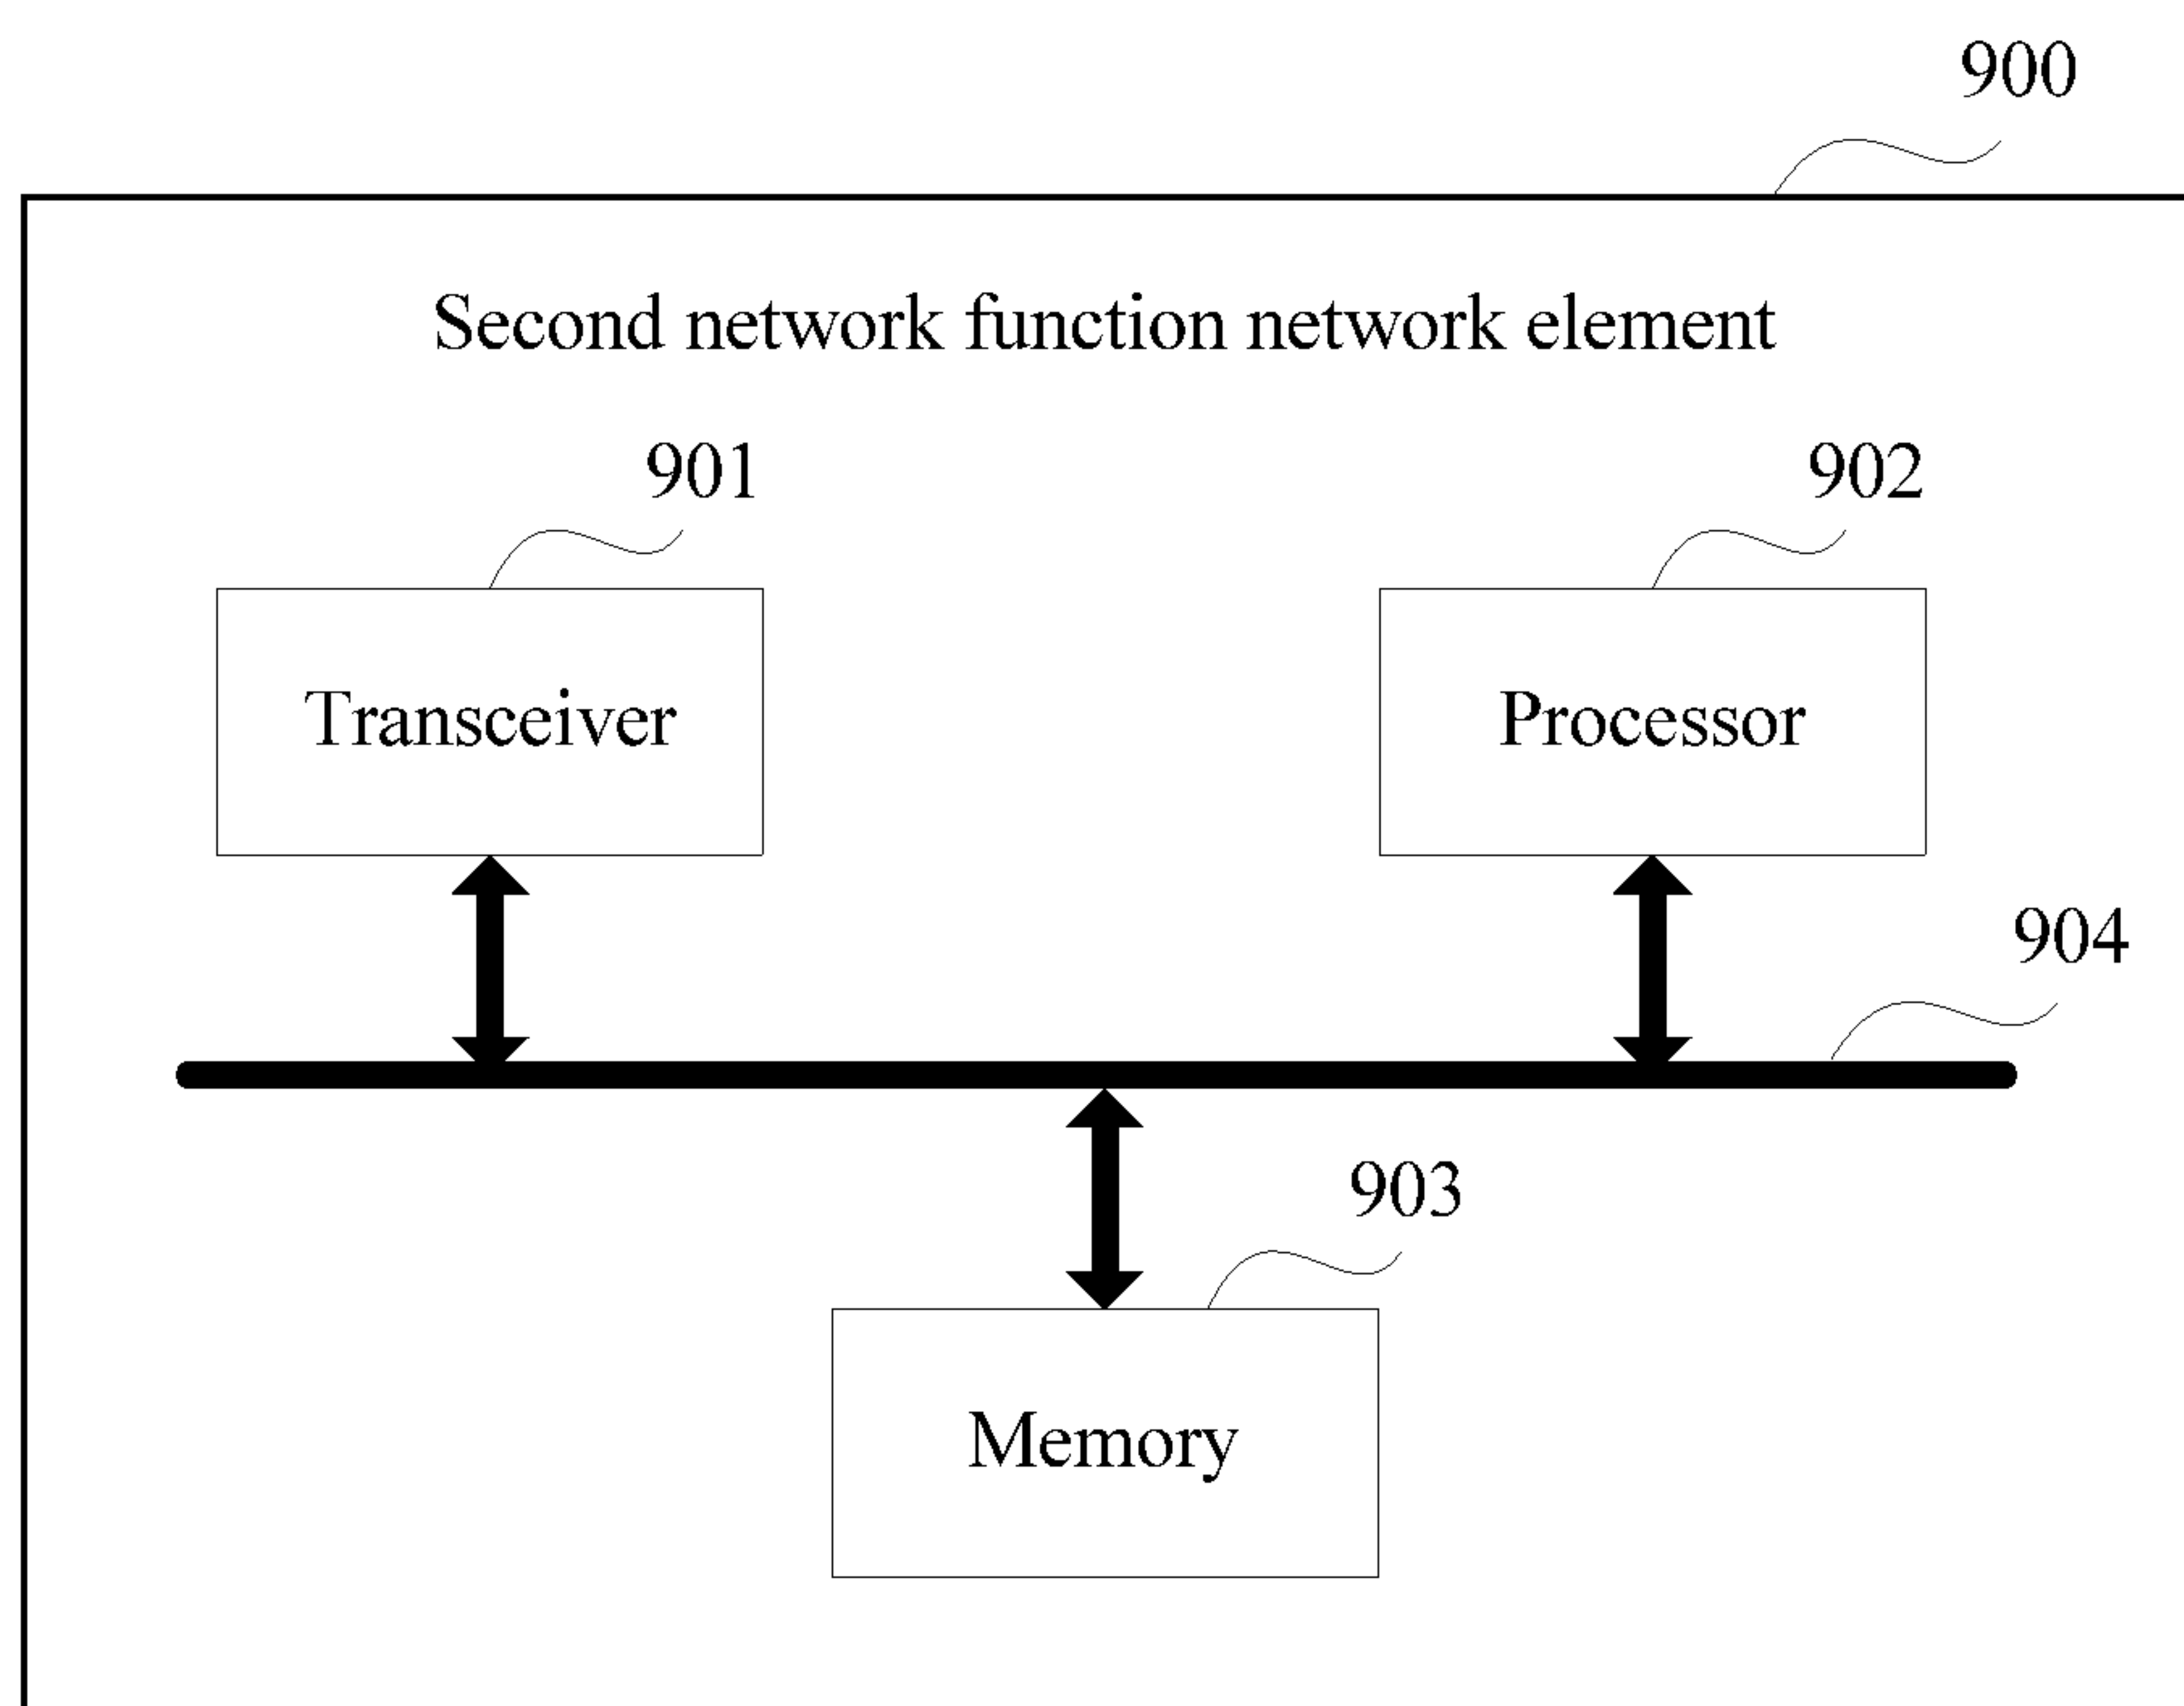 900
Second network function network element
901
902
Transceiver
Processor
904
903
Memory